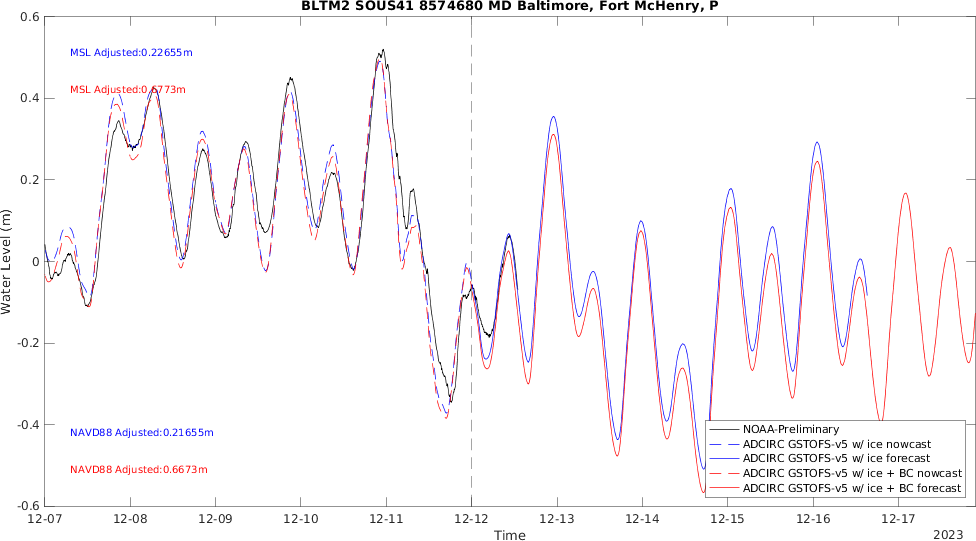 BLTM2 SOUS41 8574680 MD Baltimore, Fort McHenry, P
0.6
MSL Adjusted:0.22655m
MSL Adjusted:0.6773m
0.4
0.2
0
-0.2
-0.4
-0.6
Water Level (m)
NAVD88 Adjusted:0.21655m
NAVD88 Adjusted:0.6673m
NOAA-Preliminary
ADCIRC GSTOFS-v5 w/ ice nowcast
ADCIRC GSTOFS-v5 w/ ice forecast
ADCIRC GSTOFS-v5 w/ ice + BC nowcast
ADCIRC GSTOFS-v5 w/ ice + BC forecast
12-07 12-08 12-09 12-10 12-11 12-12 12-13 12-14 12-15 12-16 12-17
Time
2023